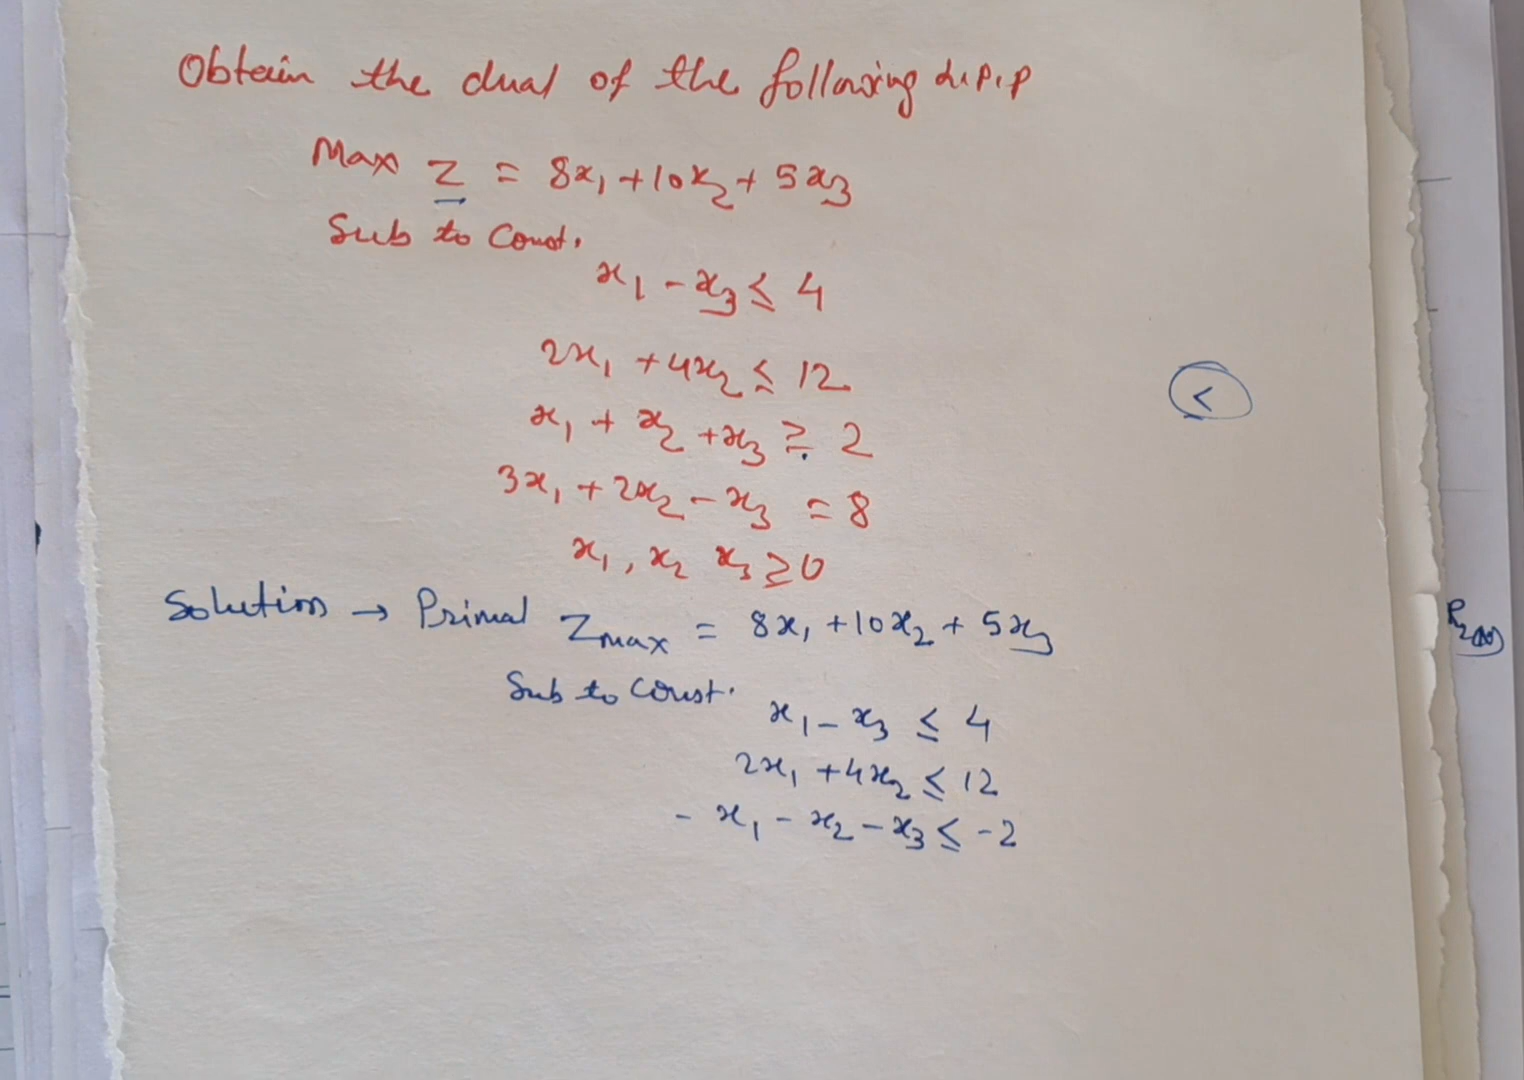 Obtain the dual of the following L.P.P
Max Z = 8x₁ + 10x₂ + 5x₃
Sub to Const.
x₁ - x₃ ≤ 4
2x₁ + 4x₂ ≤ 12
x₁ + x₂ + x₃ ≥ 2
3x₁ + 2x₂ - x₃ = 8
x₁, x₂ x₃ ≥ 0
<
Solution → Primal Zmax = 8x₁ + 10x₂ + 5x₃
Sub to Const.
x₁ - x₃ ≤ 4
2x₁ + 4x₂ ≤ 12
- x₁ - x₂ - x₃ ≤ -2